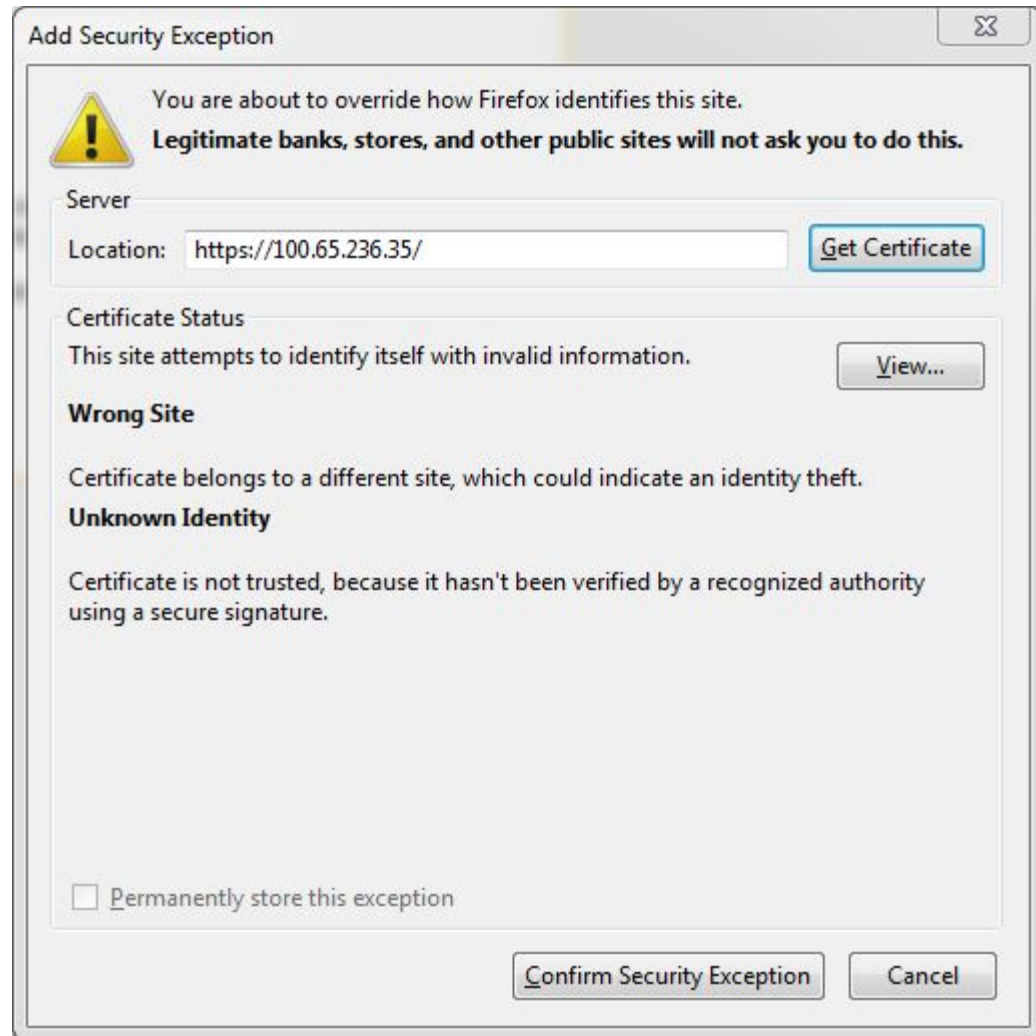 Add Security Exception
You are about to override how Firefox identifies this site.
Legitimate banks, stores, and other public sites will not ask you to do this.
Server
Location: https://100.65.236.35/ Get Certificate
Certificate Status
This site attempts to identify itself with invalid information.
View...
Wrong Site
Certificate belongs to a different site, which could indicate an identity theft.
Unknown Identity
Certificate is not trusted, because it hasn't been verified by a recognized authority
using a secure signature.
Permanently store this exception
Confirm Security Exception Cancel